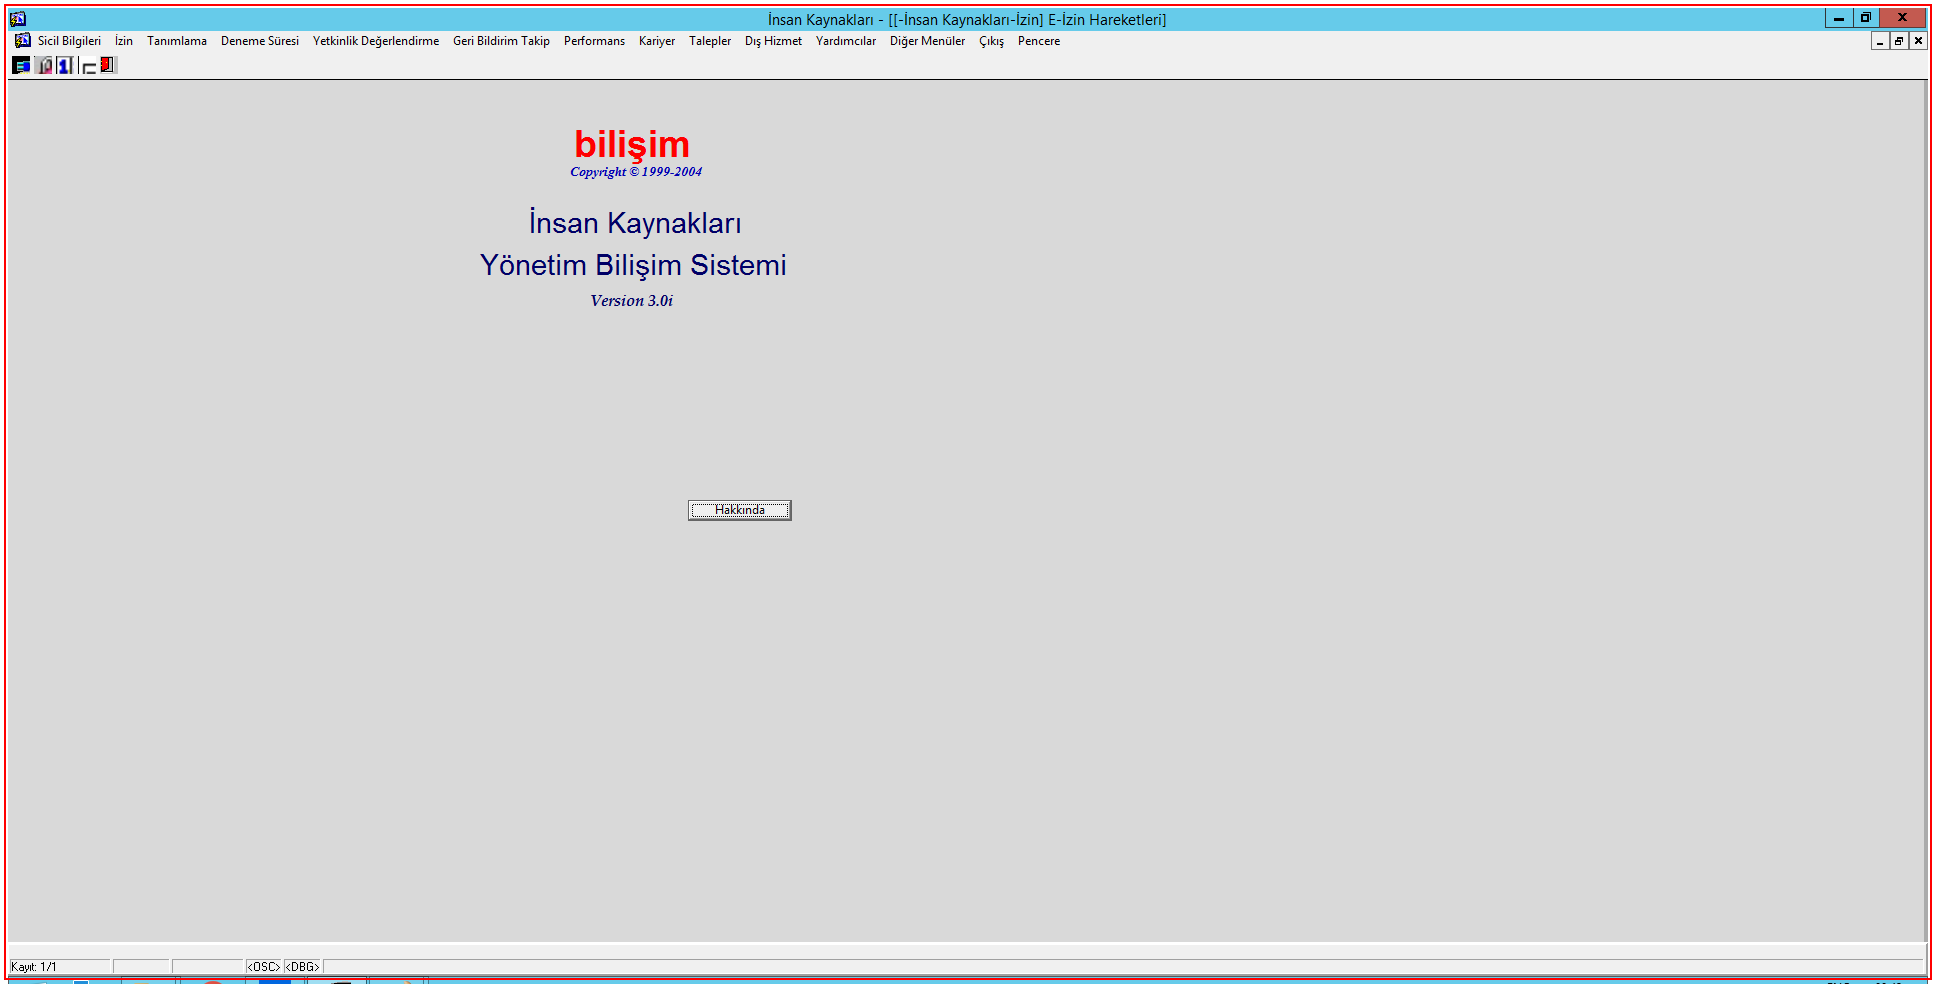 İnsan Kaynakları - [[-İnsan Kaynakları-İzin] E-İzin Hareketleri]
Sicil Bilgileri İzin Tanımlama Deneme Süresi Yetkinlik Değerlendirme Geri Bildirim Takip Performans Kariyer Talepler Dış Hizmet Yardımcılar Diğer Menüler Çıkış Pencere
bilişim
Copyright © 1999-2004
İnsan Kaynakları
Yönetim Bilişim Sistemi
Version 3.0i
Hakkında
Kayıt: 1/1 <OSC> <DBG>